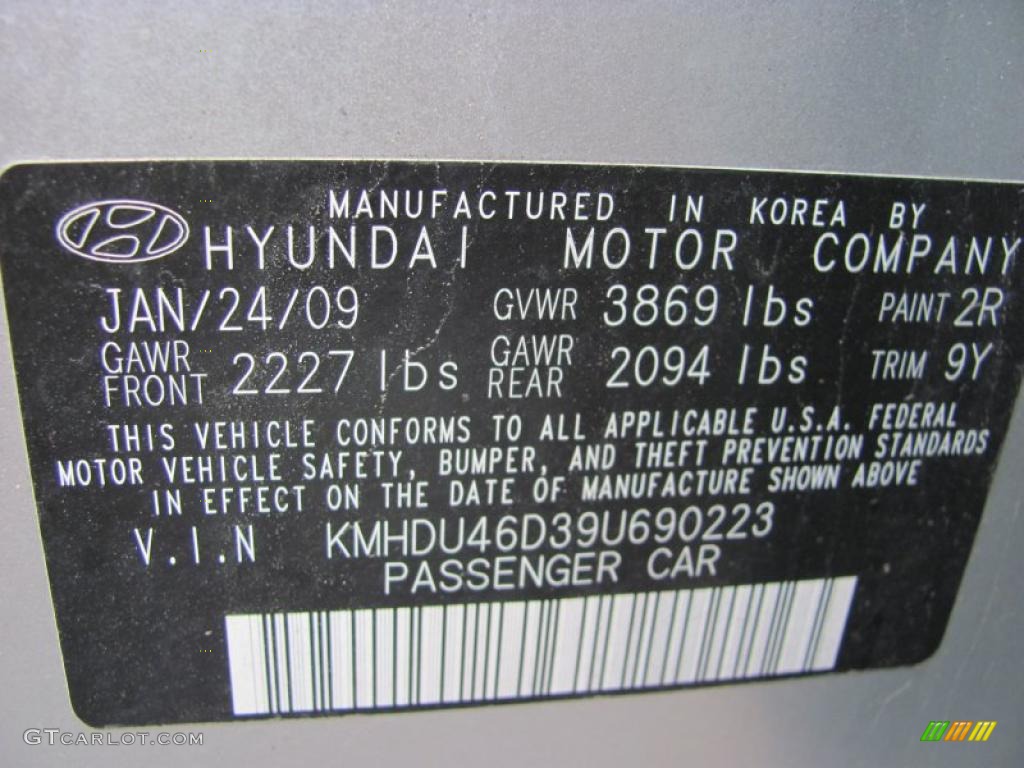 MANUFACTURED IN KOREA BY
HYUNDAI MOTOR COMPANY
JAN/24/09 GVWR 3869 lbs PAINT 2R
GAWR FRONT 2227 lbs GAWR REAR 2094 lbs TRIM 9Y
THIS VEHICLE CONFORMS TO ALL APPLICABLE U.S.A. FEDERAL
MOTOR VEHICLE SAFETY, BUMPER, AND THEFT PREVENTION STANDARDS
IN EFFECT ON THE DATE OF MANUFACTURE SHOWN ABOVE
V.I.N KMHDU46D39U690223
PASSENGER CAR
GTCARLOT.COM